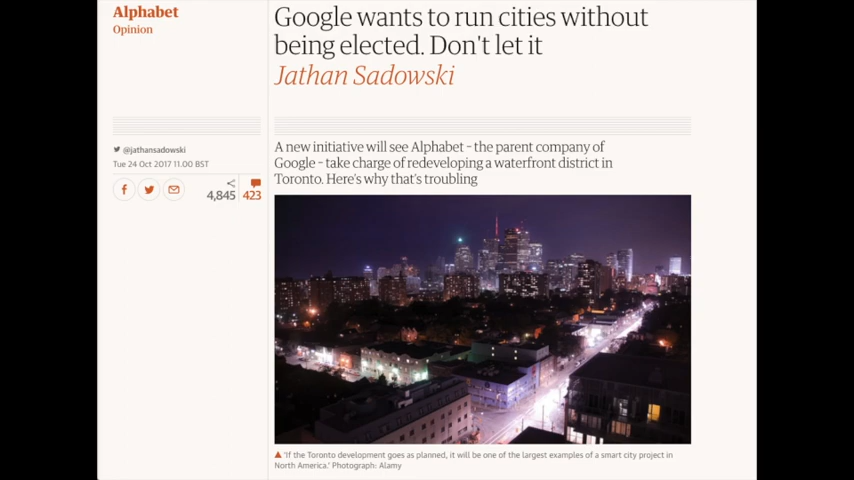 Alphabet
Opinion
Google wants to run cities without
being elected. Don't let it
Jathan Sadowski
@jathansadowski
Tue 24 Oct 2017 11.00 BST
4,845
423
A new initiative will see Alphabet – the parent company of
Google – take charge of redeveloping a waterfront district in
Toronto. Here's why that's troubling
'If the Toronto development goes as planned, it will be one of the largest examples of a smart city project in
North America.' Photograph: Alamy